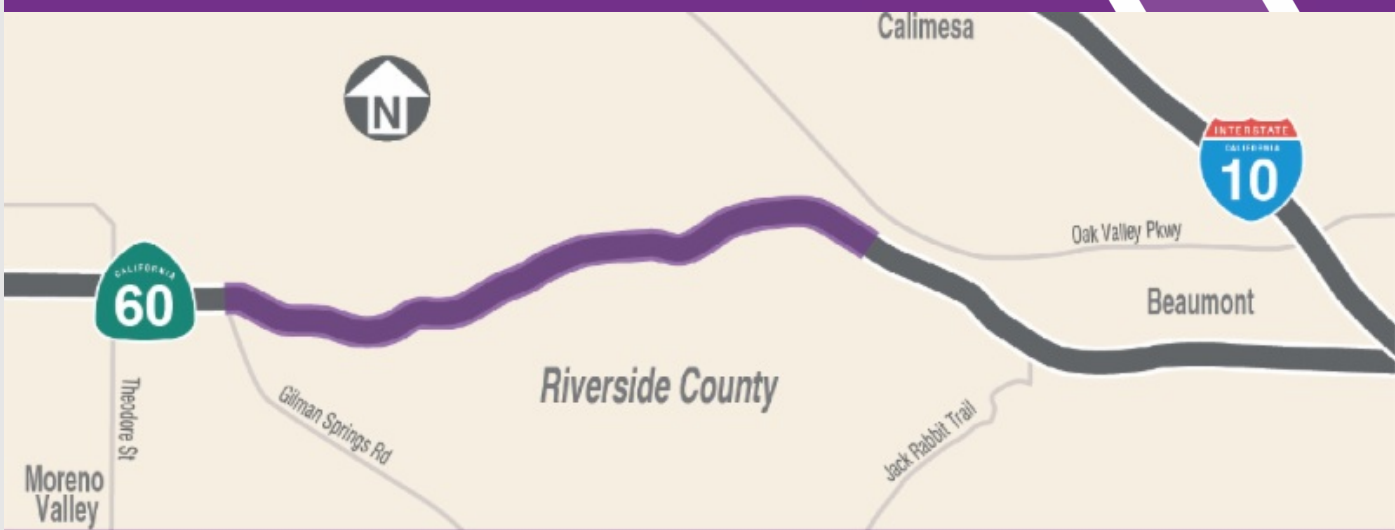 Calimesa
N
INTERSTATE
CALIFORNIA
10
Oak Valley Pkwy
CALIFORNIA
60
Beaumont
Riverside County
Theodore St
Gilman Springs Rd
Jack Rabbit Trail
Moreno
Valley